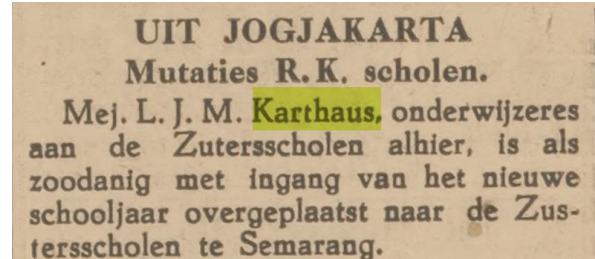 UIT JOGJAKARTA
Mutaties R. K. scholen.
Mej. L. J. M. Karthaus, onderwijzeres
aan de Zutersscholen alhier, is als
zoodanig met ingang van het nieuwe
schooljaar overgeplaatst naar de Zus-
tersscholen te Semarang.